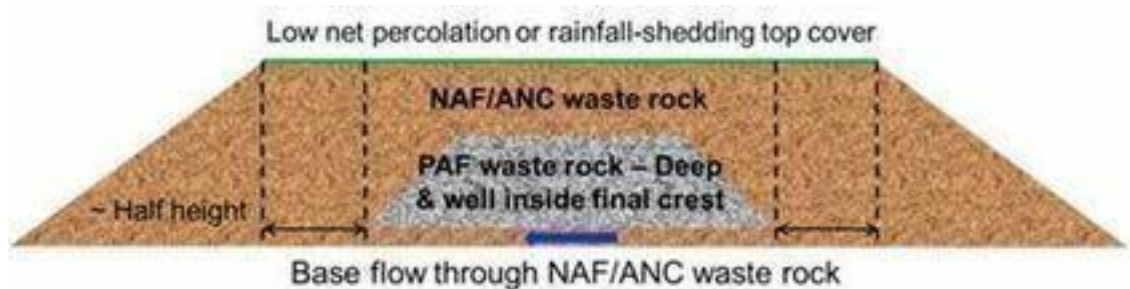 Low net percolation or rainfall-shedding top cover
NAF/ANC waste rock
PAF waste rock – Deep
& well inside final crest
~ Half height
Base flow through NAF/ANC waste rock